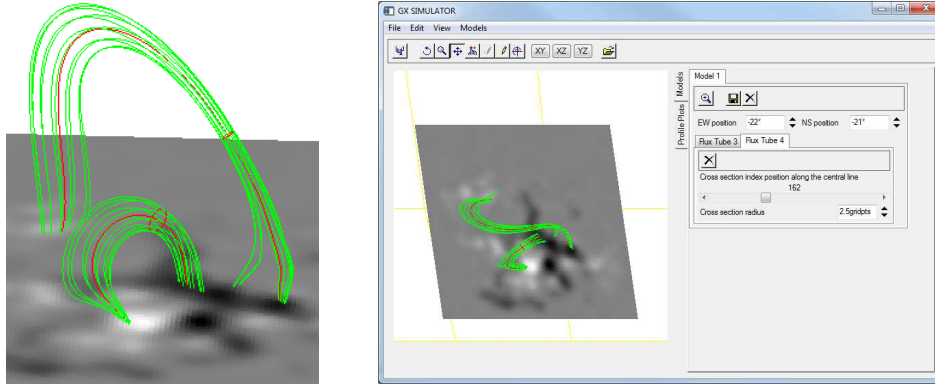 GX SIMULATOR
File Edit View Models
XY XZ YZ
Models
Profile Plots
Model 1
EW position -22° NS position -21°
Flux Tube 3 Flux Tube 4
Cross section index position along the central line
162
Cross section radius 2.5gridpts